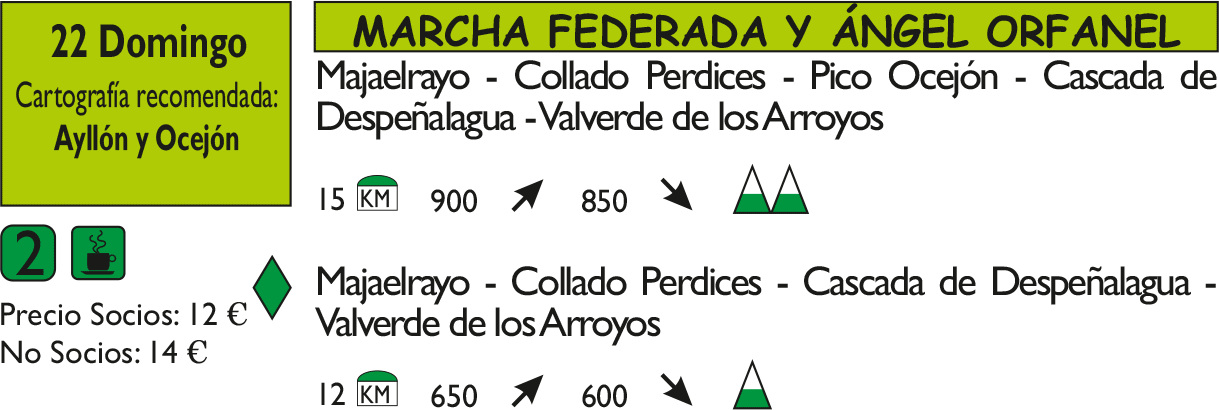 22 Domingo
Cartografía recomendada:
Ayllón y Ocejón
2
Precio Socios: 12 €
No Socios: 14 €
MARCHA FEDERADA Y ÁNGEL ORFANEL
Majaelrayo - Collado Perdices - Pico Ocejón - Cascada de
Despeñalagua - Valverde de los Arroyos
15 KM 900 850
Majaelrayo - Collado Perdices - Cascada de Despeñalagua -
Valverde de los Arroyos
12 KM 650 600